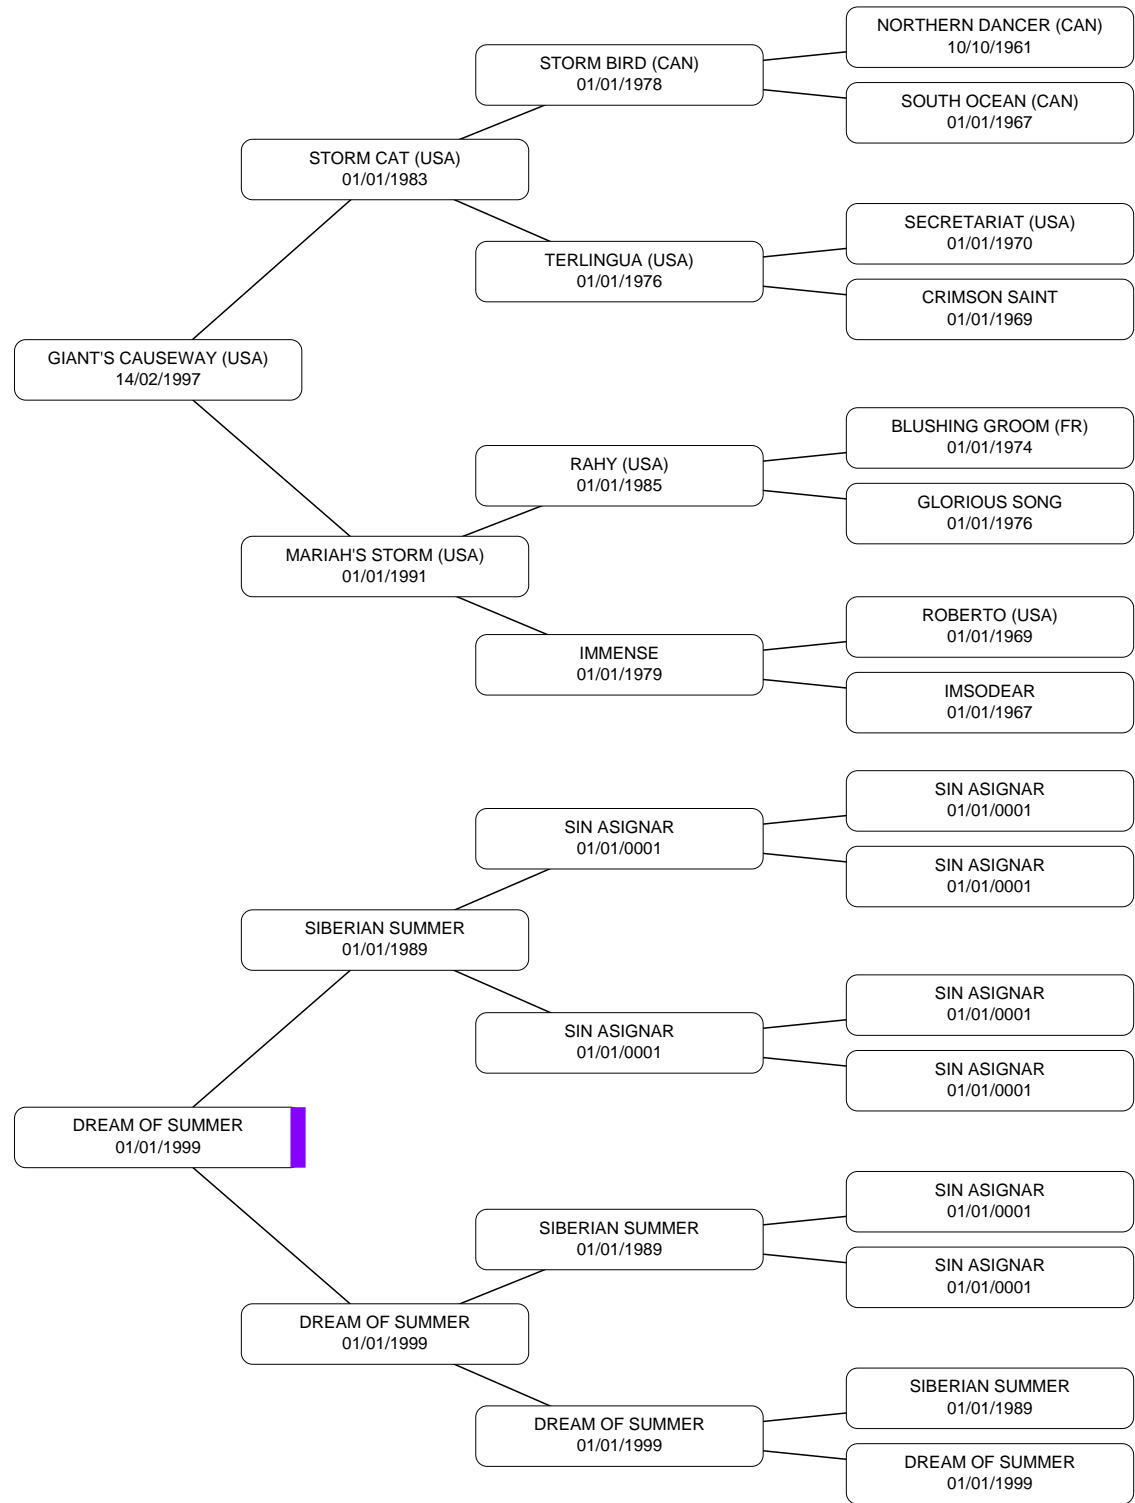 NORTHERN DANCER (CAN)
10/10/1961
STORM BIRD (CAN)
01/01/1978
SOUTH OCEAN (CAN)
01/01/1967
STORM CAT (USA)
01/01/1983
SECRETARIAT (USA)
01/01/1970
TERLINGUA (USA)
01/01/1976
CRIMSON SAINT
01/01/1969
GIANT'S CAUSEWAY (USA)
14/02/1997
BLUSHING GROOM (FR)
01/01/1974
RAHY (USA)
01/01/1985
GLORIOUS SONG
01/01/1976
MARIAH'S STORM (USA)
01/01/1991
ROBERTO (USA)
01/01/1969
IMMENSE
01/01/1979
IMSODEAR
01/01/1967
SIN ASIGNAR
01/01/0001
SIN ASIGNAR
01/01/0001
SIN ASIGNAR
01/01/0001
SIBERIAN SUMMER
01/01/1989
SIN ASIGNAR
01/01/0001
SIN ASIGNAR
01/01/0001
SIN ASIGNAR
01/01/0001
DREAM OF SUMMER
01/01/1999
SIN ASIGNAR
01/01/0001
SIBERIAN SUMMER
01/01/1989
SIN ASIGNAR
01/01/0001
DREAM OF SUMMER
01/01/1999
SIBERIAN SUMMER
01/01/1989
DREAM OF SUMMER
01/01/1999
DREAM OF SUMMER
01/01/1999